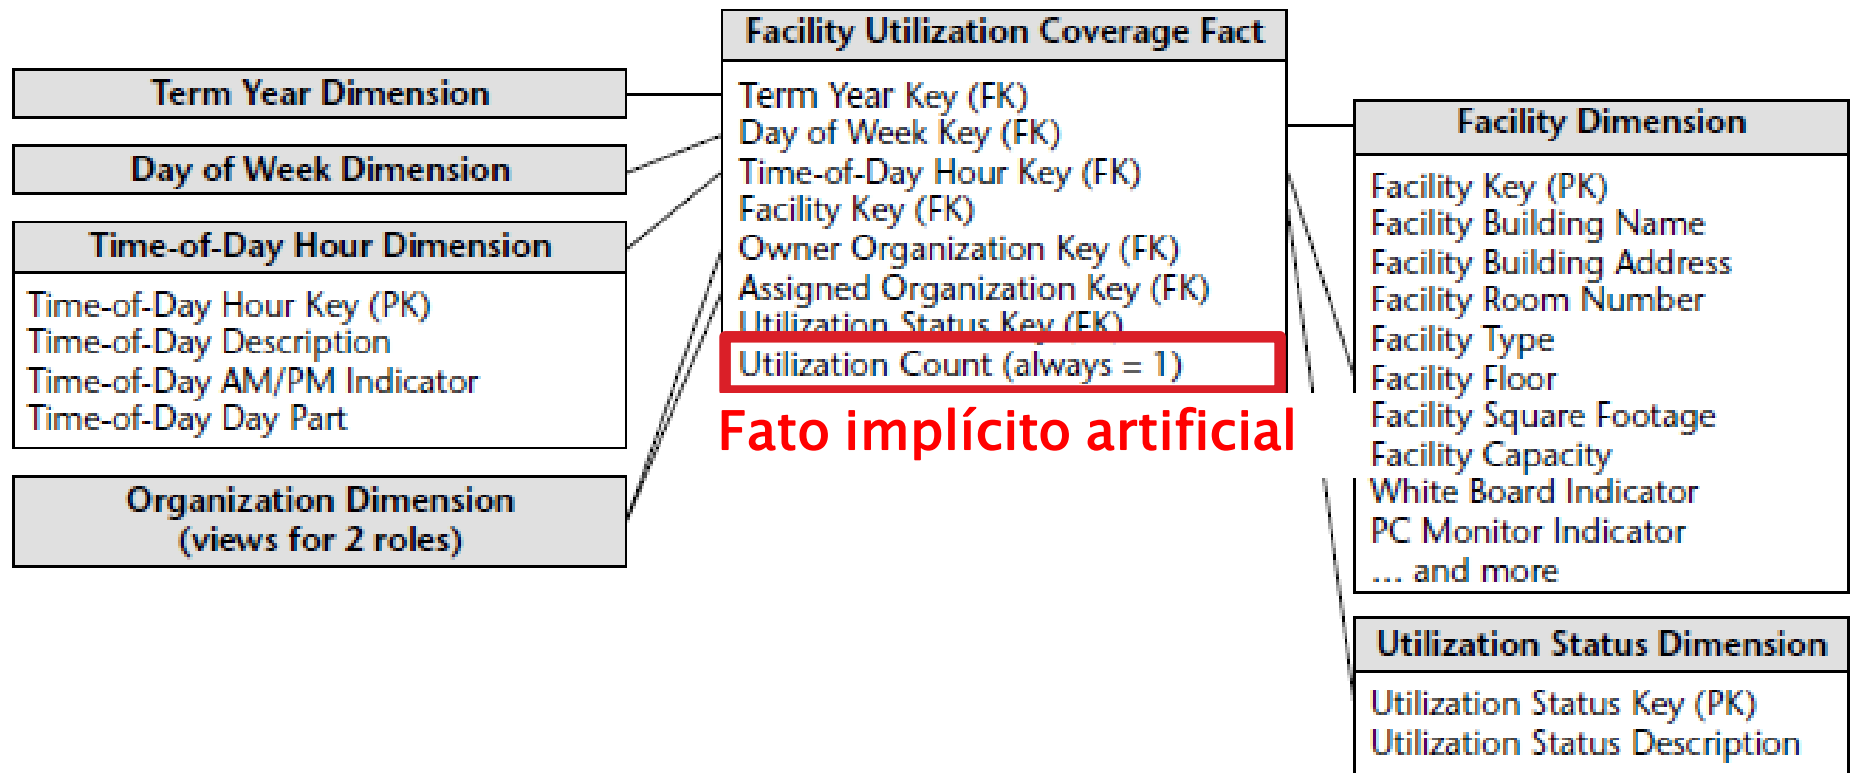 Term Year Dimension
Day of Week Dimension
Time-of-Day Hour Dimension
Time-of-Day Hour Key (PK)
Time-of-Day Description
Time-of-Day AM/PM Indicator
Time-of-Day Day Part
Organization Dimension
(views for 2 roles)
Facility Utilization Coverage Fact
Term Year Key (FK)
Day of Week Key (FK)
Time-of-Day Hour Key (FK)
Facility Key (FK)
Owner Organization Key (FK)
Assigned Organization Key (FK)
Utilization Status Key (FK)
Utilization Count (always = 1)
Fato implícito artificial
Facility Dimension
Facility Key (PK)
Facility Building Name
Facility Building Address
Facility Room Number
Facility Type
Facility Floor
Facility Square Footage
Facility Capacity
White Board Indicator
PC Monitor Indicator
... and more
Utilization Status Dimension
Utilization Status Key (PK)
Utilization Status Description